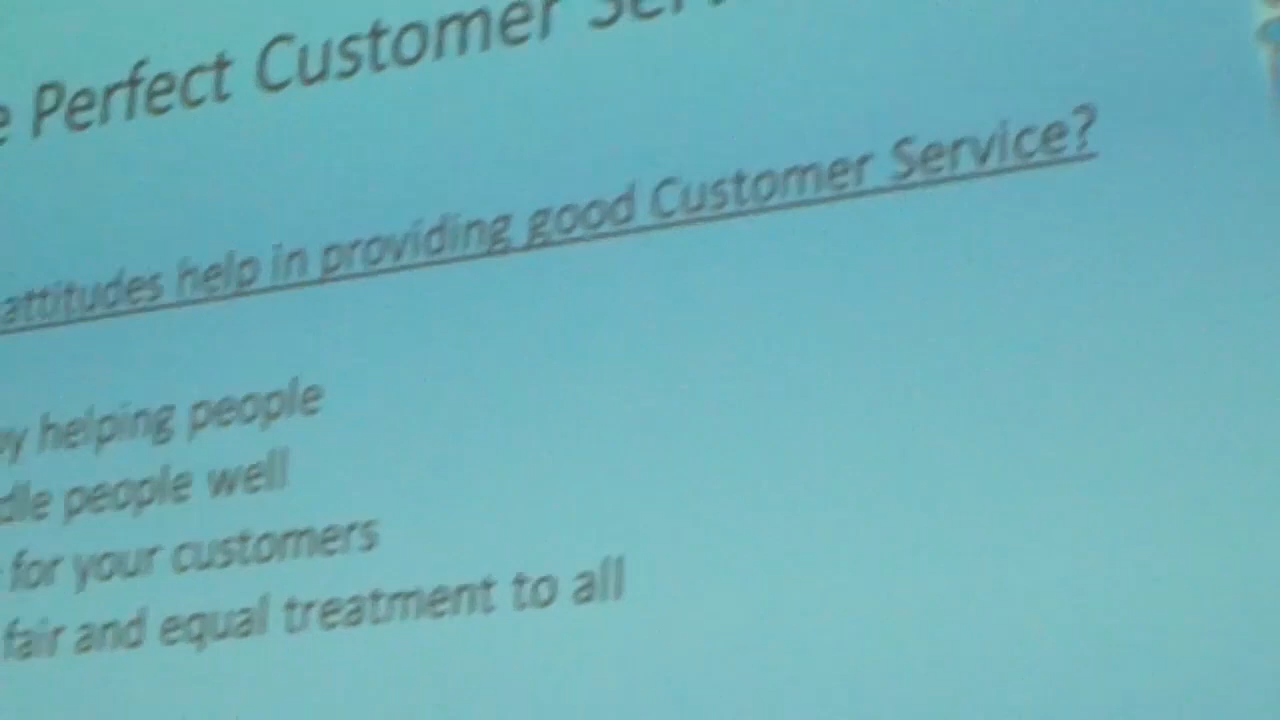 Perfect Customer
attitudes help in providing good Customer Service?
helping people
people well
for your customers
fair and equal treatment to all